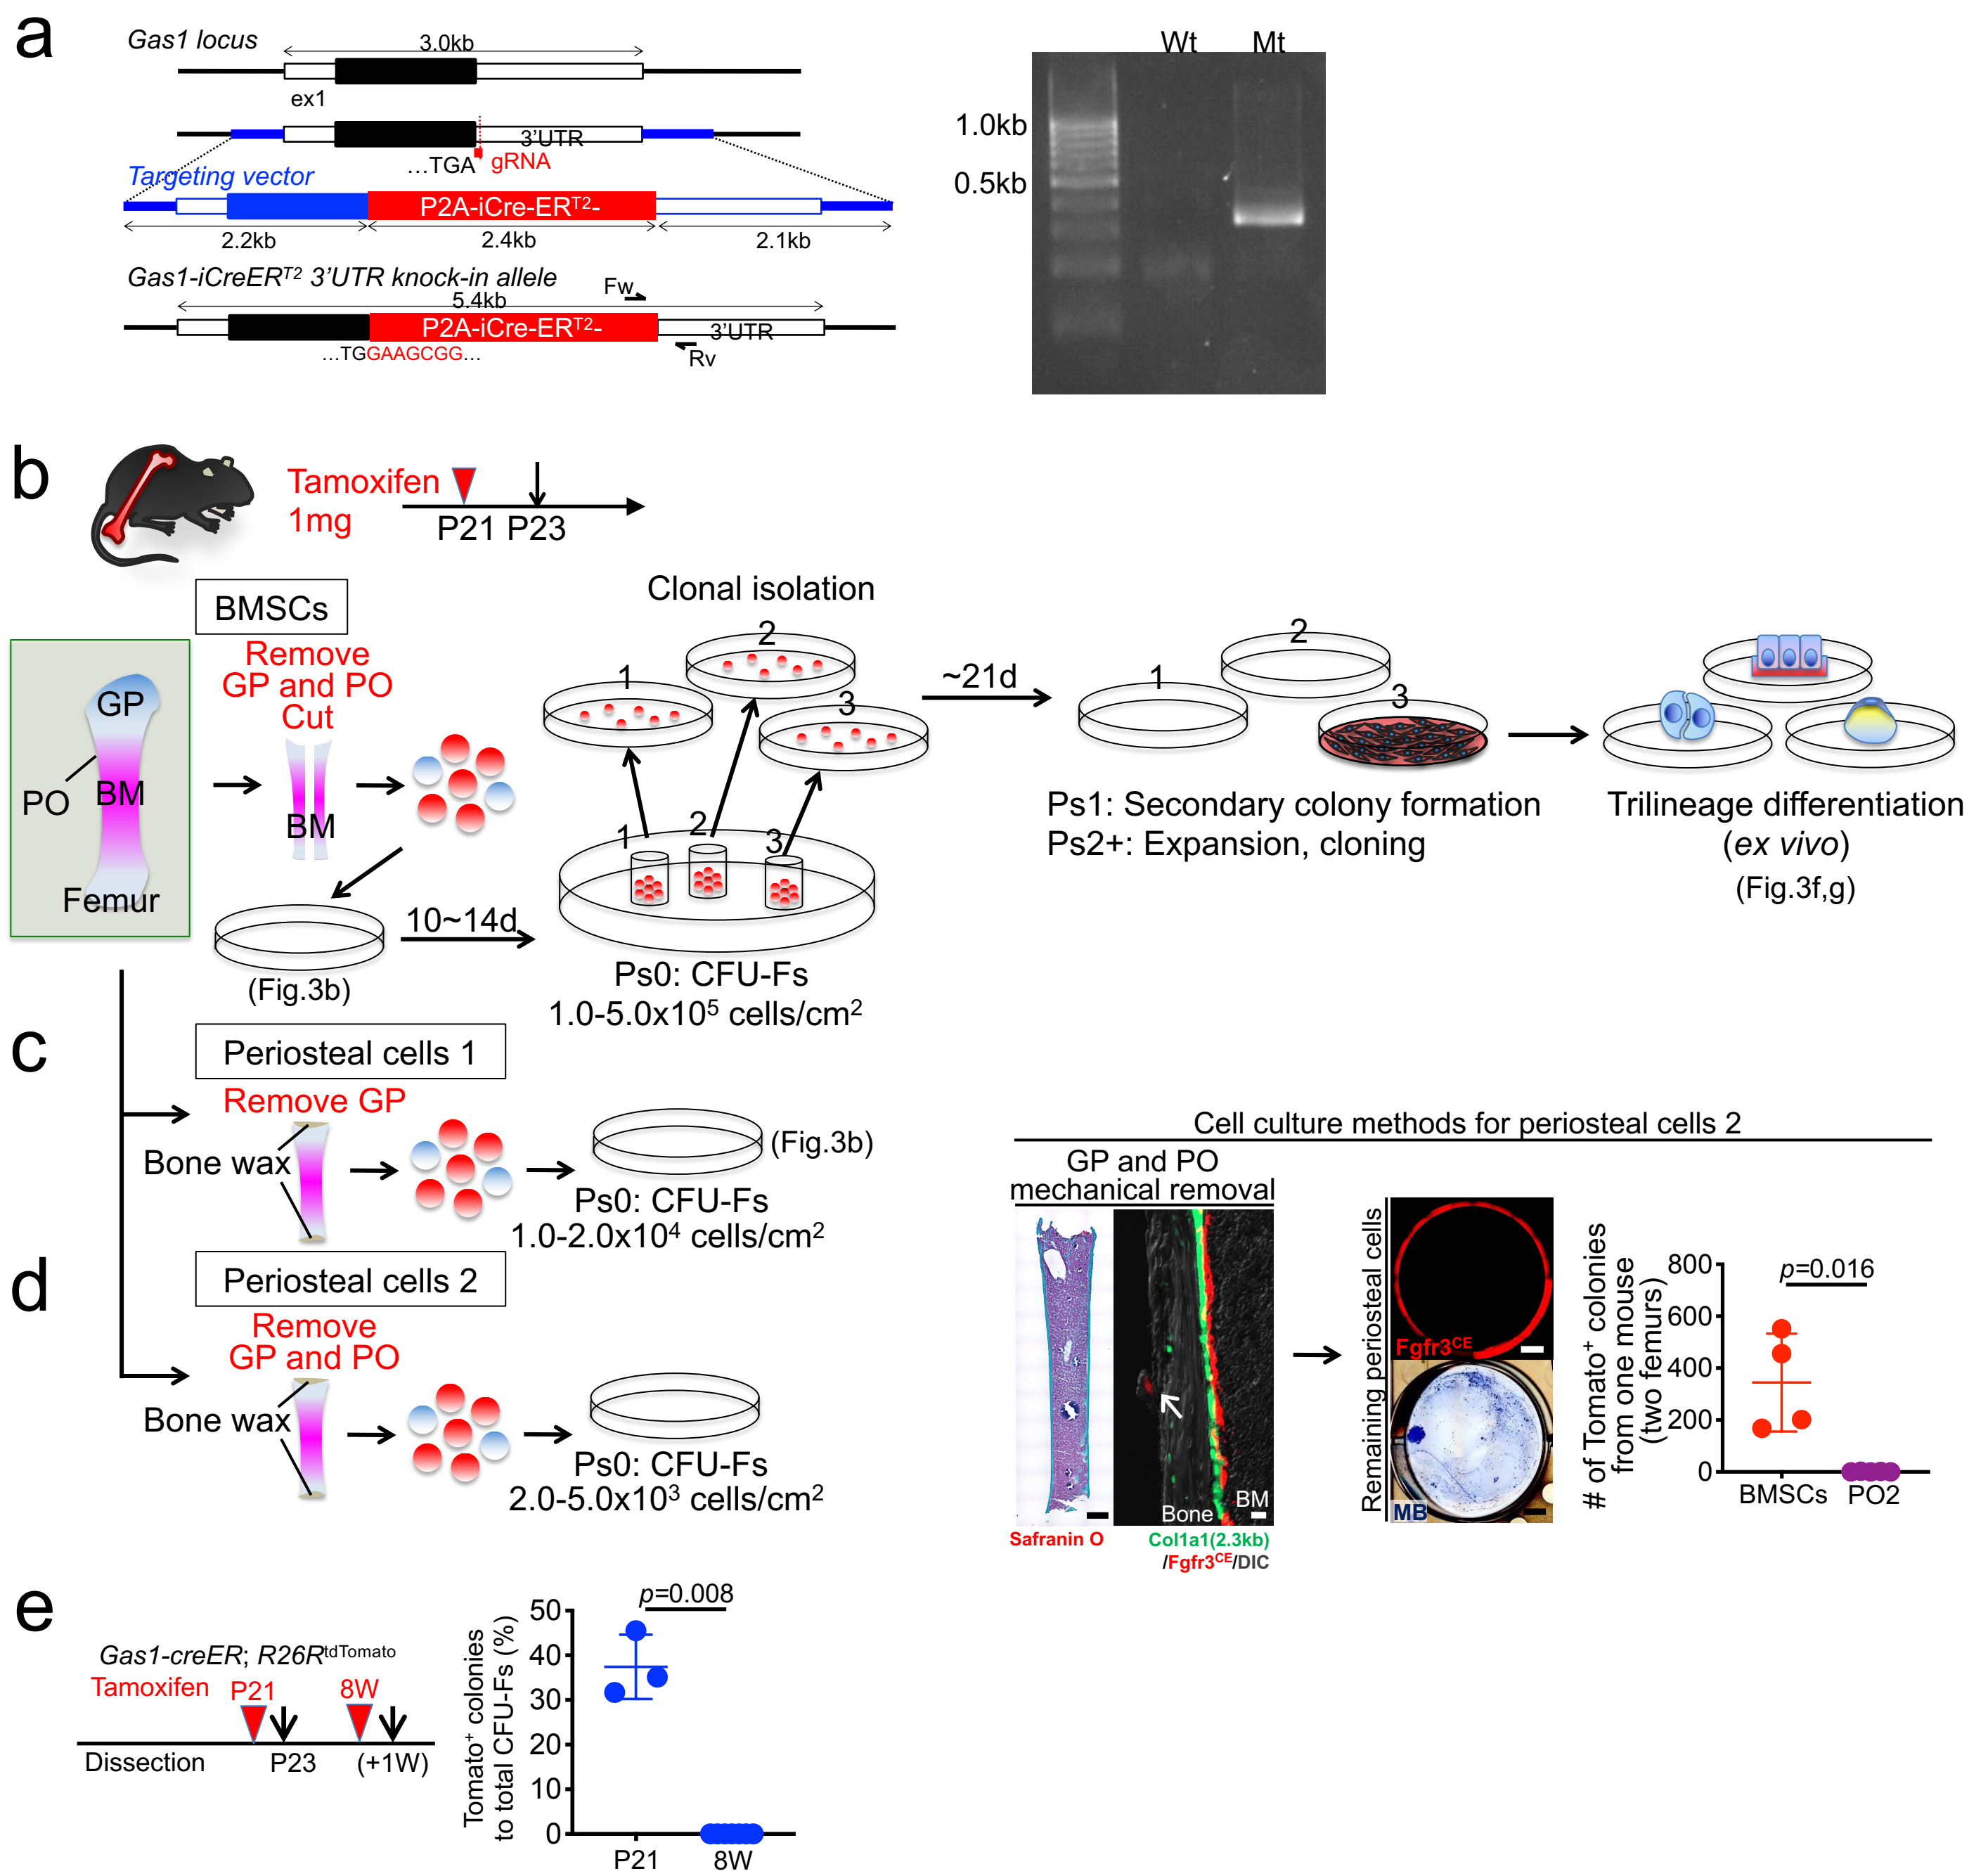 a
Gas1 locus
3.0kb
ex1
3'UTR
…TGA
gRNA
Targeting vector
P2A-iCre-ERT2-
2.2kb
2.4kb
2.1kb
Gas1-iCreERT2 3'UTR knock-in allele
5.4kb
Fw
P2A-iCre-ERT2-
3'UTR
…TGGAAGCGG…
Rv
Wt
Mt
1.0kb
0.5kb
b
Tamoxifen
1mg
P21
P23
BMSCs
Remove
GP and PO
Cut
GP
PO
BM
Femur
BM
(Fig.3b)
10~14d
Clonal isolation
1
2
3
1
2
3
Ps0: CFU-Fs
1.0-5.0x10⁵ cells/cm²
~21d
1
2
3
Ps1: Secondary colony formation
Ps2+: Expansion, cloning
Trilineage differentiation
(ex vivo)
(Fig.3f,g)
c
Periosteal cells 1
Remove GP
Bone wax
(Fig.3b)
Ps0: CFU-Fs
1.0-2.0x10⁴ cells/cm²
d
Periosteal cells 2
Remove
GP and PO
Bone wax
Ps0: CFU-Fs
2.0-5.0x10³ cells/cm²
Cell culture methods for periosteal cells 2
GP and PO
mechanical removal
Safranin O
Bone
BM
Col1a1(2.3kb)
/Fgfr3CE/DIC
Remaining periosteal cells
Fgfr3CE
MB
# of Tomato⁺ colonies
from one mouse
(two femurs)
800
600
400
200
0
p=0.016
BMSCs
PO2
e
Gas1-creER; R26RtdTomato
Tamoxifen
P21
8W
Dissection
P23
(+1W)
Tomato⁺ colonies
to total CFU-Fs (%)
50
40
30
20
10
0
p=0.008
P21
8W